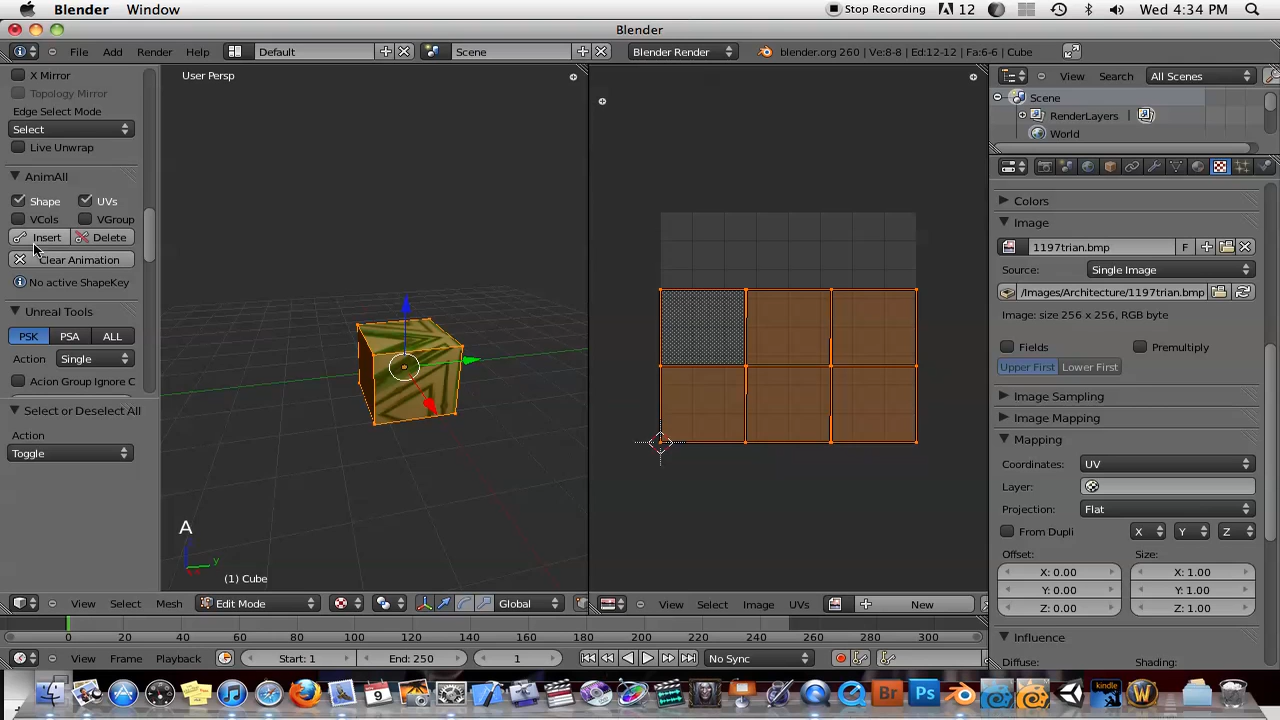 Blender Window Stop Recording 12 Wed 4:34 PM
Blender
File Add Render Help Default Scene Blender Render blender.org 260 | Ve:8-8 | Ed:12-12 | Fa:6-6 | Cube
X Mirror
Topology Mirror
Edge Select Mode
Select
Live Unwrap
AnimAll
Shape UVs
VCols VGroup
Insert Delete
Clear Animation
No active ShapeKey
Unreal Tools
PSK PSA ALL
Action Single
Acion Group Ignore C
Select or Deselect All
Action
Toggle
User Persp
A
z
y
(1) Cube
View Select Mesh Edit Mode Global
View Select Image UVs New
View Search All Scenes
Scene
RenderLayers |
World
Colors
Image
1197trian.bmp F
Source: Single Image
/Images/Architecture/1197trian.bmp
Image: size 256 x 256, RGB byte
Fields Premultiply
Upper First Lower First
Image Sampling
Image Mapping
Mapping
Coordinates: UV
Layer:
Projection: Flat
From Dupli X Y Z
Offset: Size:
X: 0.00 X: 1.00
Y: 0.00 Y: 1.00
Z: 0.00 Z: 1.00
Influence
Diffuse: Shading:
0 20 40 60 80 100 120 140 160 180 200 220 240 260 280 300
View Frame Playback Start: 1 End: 250 1 No Sync
9 Br Ps kindle W